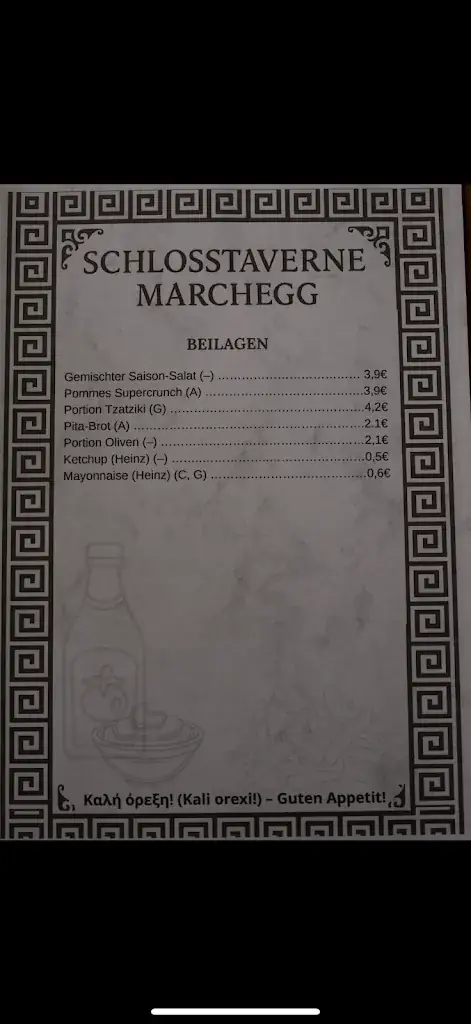 SCHLOSSTAVERNE
MARCHEGG
BEILAGEN
Gemischter Saison-Salat (–) .................................... 3,9€
Pommes Supercrunch (A) .........................................3,9€
Portion Tzatziki (G) ..................................................4,2€
Pita-Brot (A) ...........................................................2.1€
Portion Oliven (–) ....................................................2,1€
Ketchup (Heinz) (–) .................................................0,5€
Mayonnaise (Heinz) (C, G) .......................................0,6€
Καλή όρεξη! (Kali orexi!) – Guten Appetit!